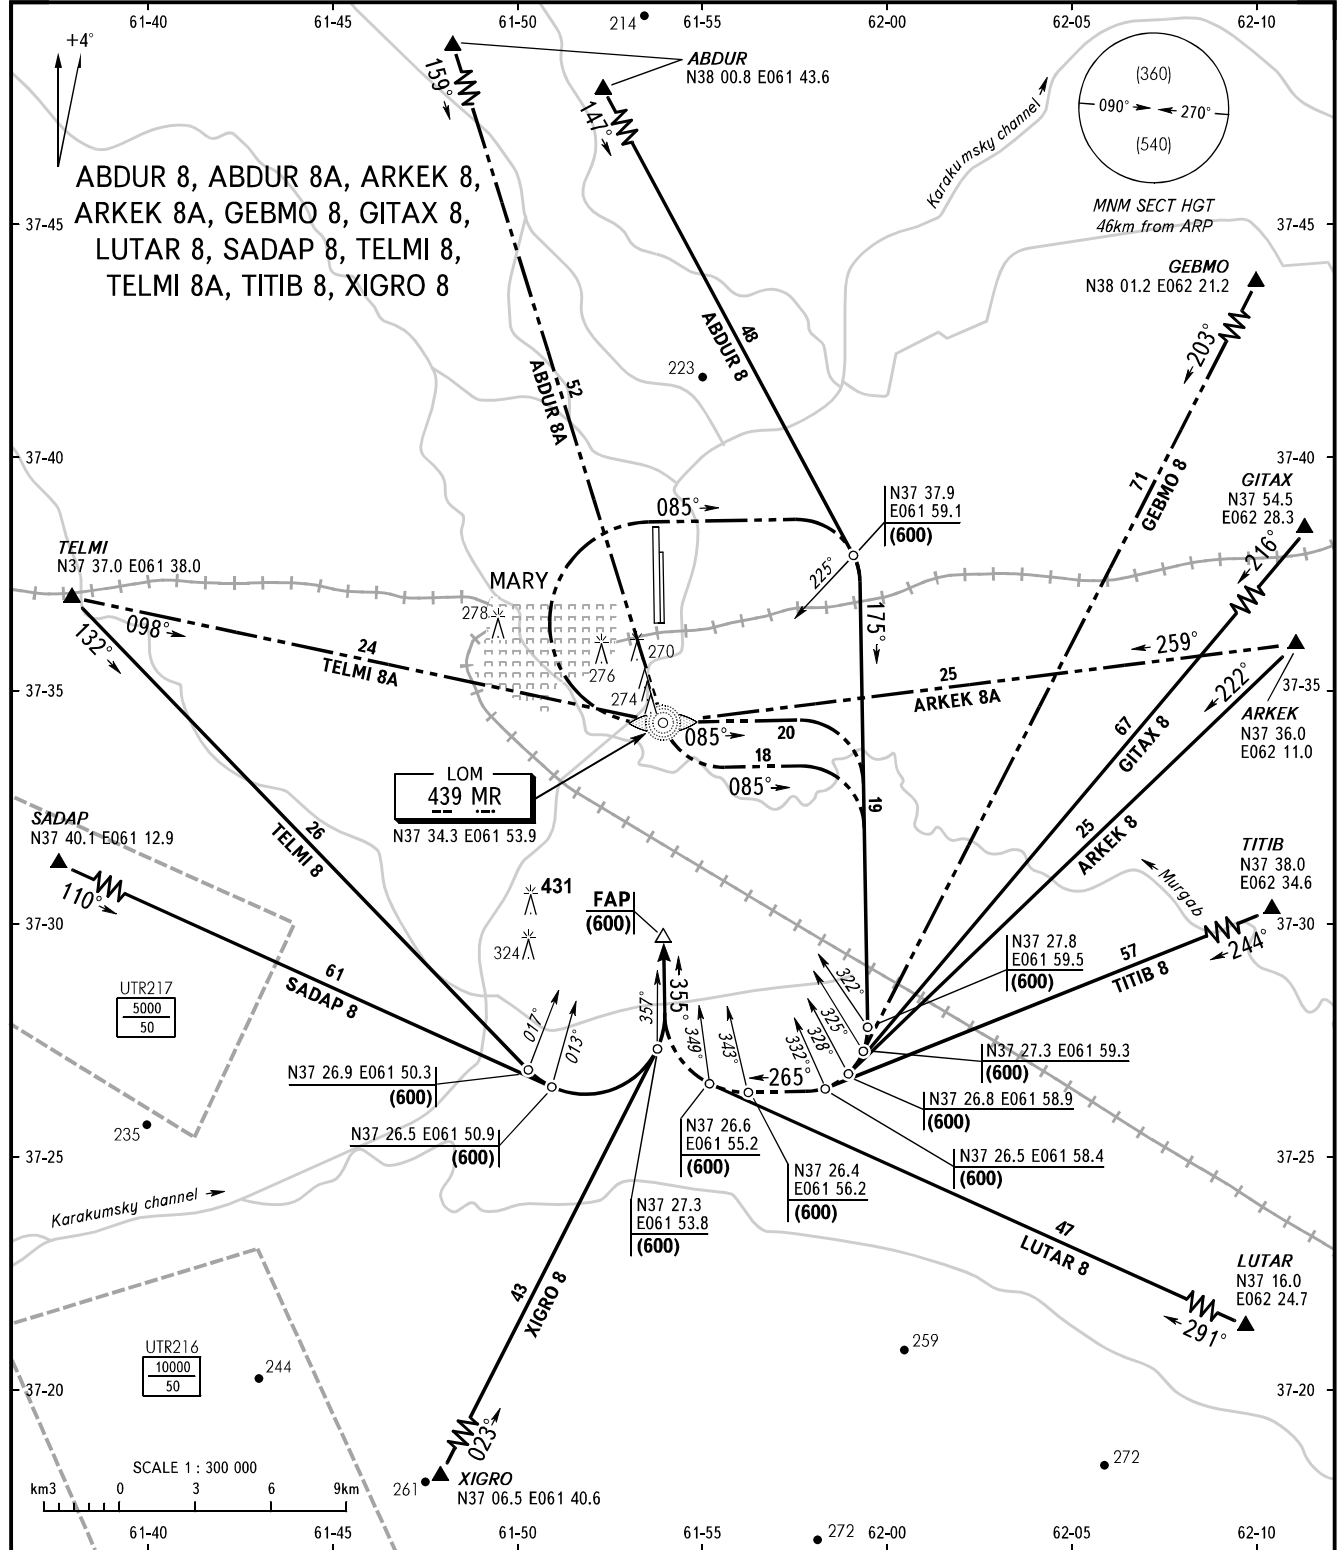 61-40
61-45
61-50
61-55
62-00
62-05
62-10
214
+4°
ABDUR
N38 00.8 E061 43.6
159°
147°
(360)
090°
270°
(540)
MNM SECT HGT
46km from ARP
Karakumsky channel
ABDUR 8, ABDUR 8A, ARKEK 8,
ARKEK 8A, GEBMO 8, GITAX 8,
LUTAR 8, SADAP 8, TELMI 8,
TELMI 8A, TITIB 8, XIGRO 8
37-45
37-45
GEBMO
N38 01.2 E062 21.2
203°
48
ABDUR 8
52
ABDUR 8A
223
71
GEBMO 8
37-40
37-40
GITAX
N37 54.5
E062 28.3
216°
N37 37.9
E061 59.1
(600)
085°
225°
175°
TELMI
N37 37.0 E061 38.0
MARY
278
276
270
274
098°
132°
24
TELMI 8A
259°
222°
25
ARKEK 8A
37-35
37-35
ARKEK
N37 36.0
E062 11.0
085°
20
18
085°
19
67
GITAX 8
25
ARKEK 8
LOM
439 MR
N37 34.3 E061 53.9
SADAP
N37 40.1 E061 12.9
110°
26
TELMI 8
TITIB
N37 38.0
E062 34.6
Murgab
244°
431
324
FAP
(600)
37-30
37-30
N37 27.8
E061 59.5
(600)
57
TITIB 8
61
SADAP 8
UTR217
5000
50
017°
013°
357°
355°
349°
343°
332°
328°
325°
322°
265°
N37 26.9 E061 50.3
(600)
N37 27.3 E061 59.3
(600)
N37 26.8 E061 58.9
(600)
N37 26.5 E061 50.9
(600)
N37 26.6
E061 55.2
(600)
N37 26.5 E061 58.4
(600)
N37 26.4
E061 56.2
(600)
N37 27.3
E061 53.8
(600)
235
37-25
37-25
Karakumsky channel
47
LUTAR 8
LUTAR
N37 16.0
E062 24.7
291°
43
XIGRO 8
UTR216
10000
50
244
259
37-20
37-20
023°
272
SCALE 1 : 300 000
km3
0
3
6
9km
261
XIGRO
N37 06.5 E061 40.6
272
61-40
61-45
61-50
61-55
62-00
62-05
62-10